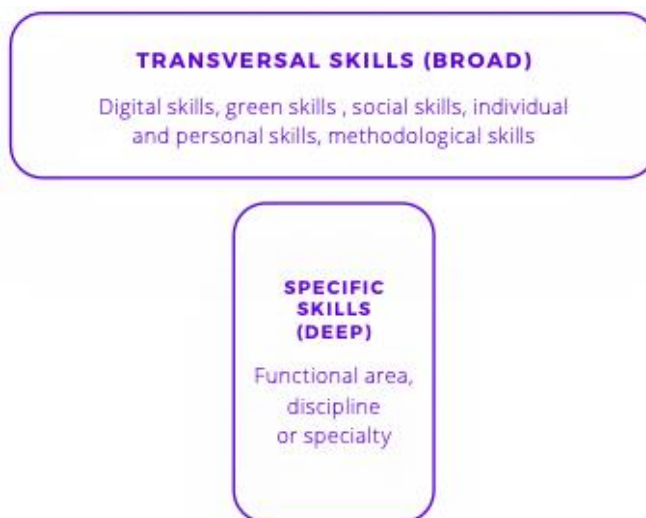 TRANSVERSAL SKILLS (BROAD)
Digital skills, green skills , social skills, individual
and personal skills, methodological skills
SPECIFIC
SKILLS
(DEEP)
Functional area,
discipline
or specialty